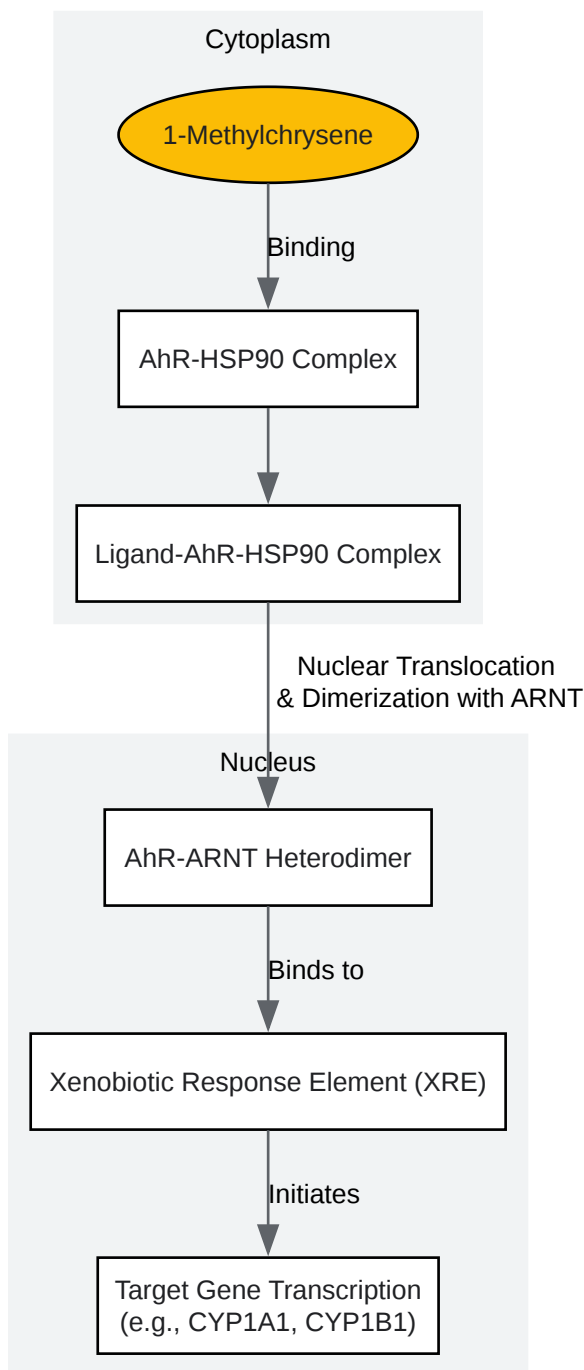 Cytoplasm
1-Methylchrysene
Binding
AhR-HSP90 Complex
Ligand-AhR-HSP90 Complex
Nuclear Translocation
& Dimerization with ARNT
Nucleus
AhR-ARNT Heterodimer
Binds to
Xenobiotic Response Element (XRE)
Initiates
Target Gene Transcription
(e.g., CYP1A1, CYP1B1)